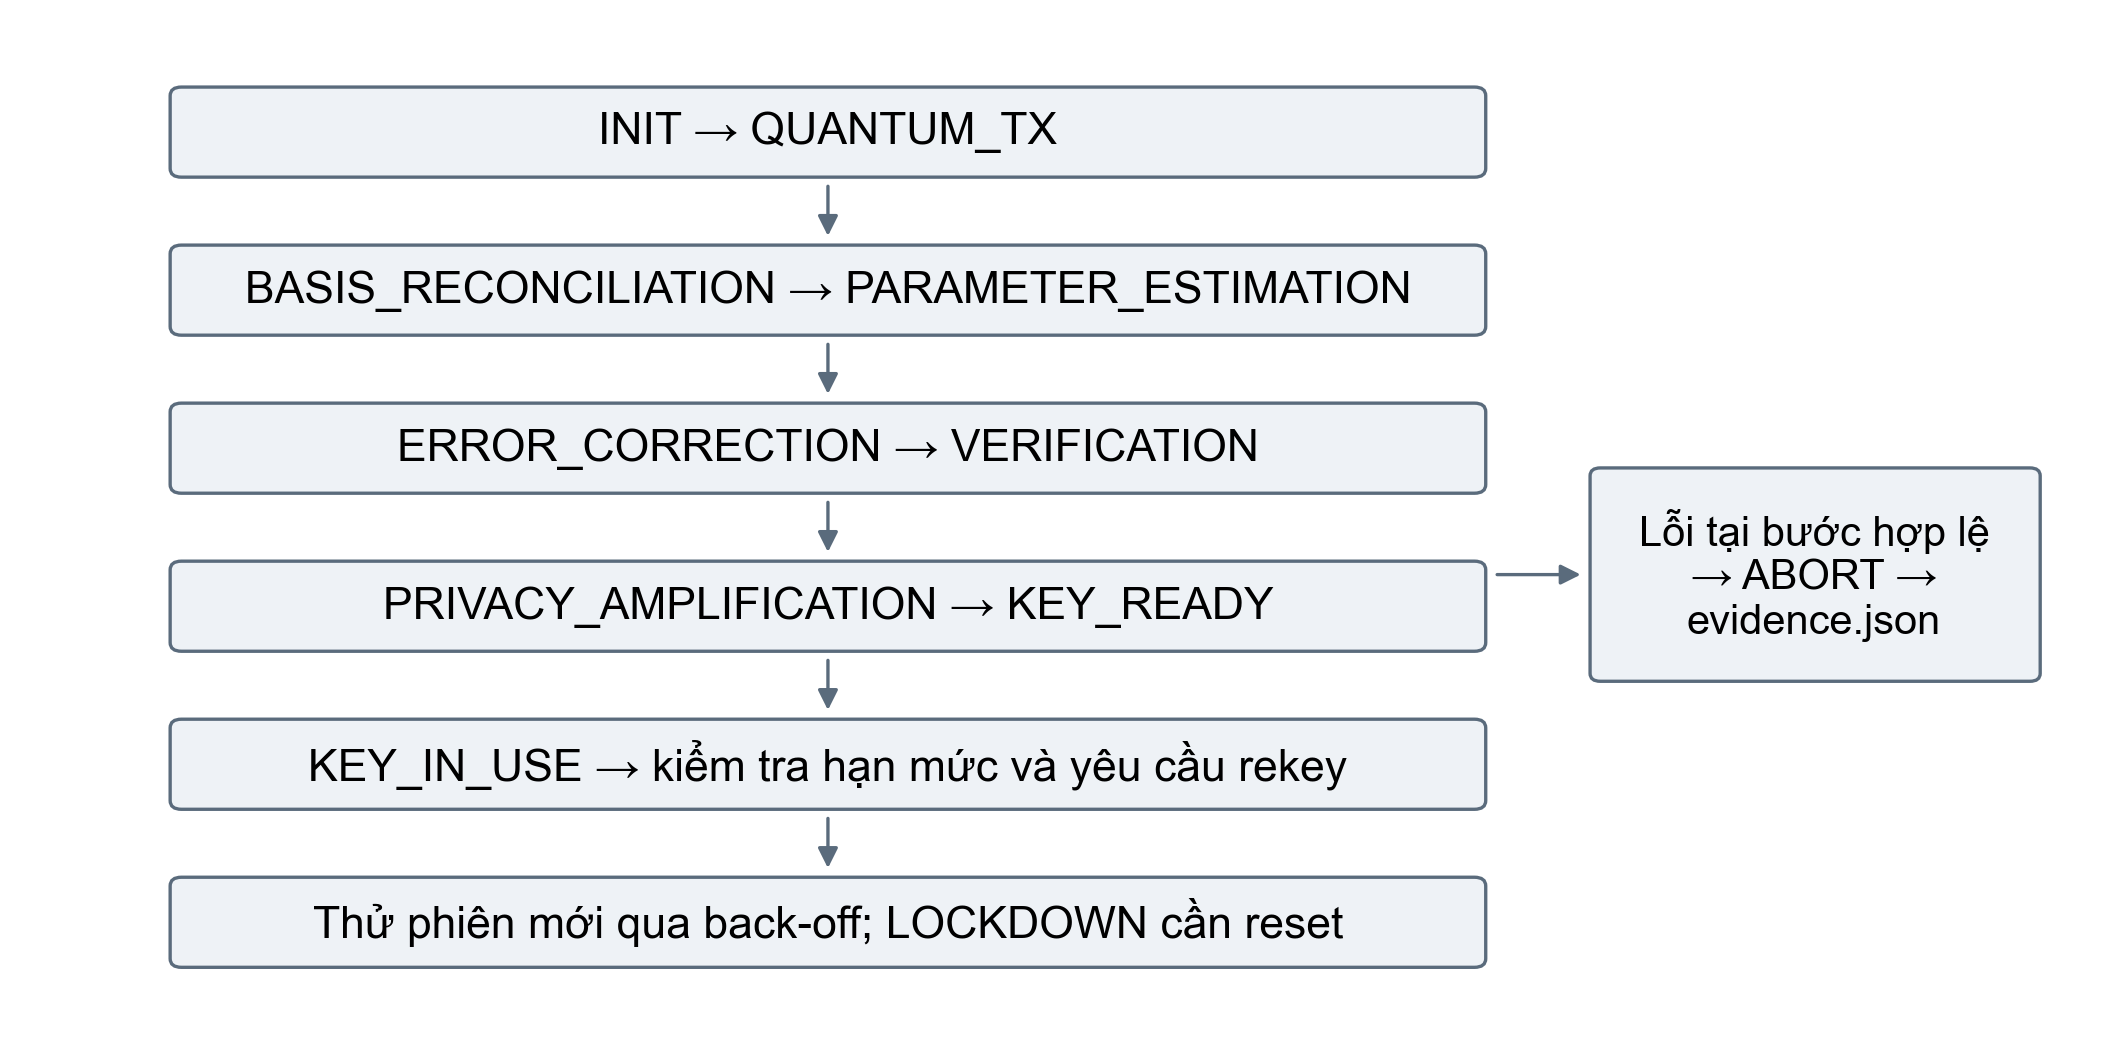 INIT → QUANTUM_TX
BASIS_RECONCILIATION → PARAMETER_ESTIMATION
ERROR_CORRECTION → VERIFICATION
PRIVACY_AMPLIFICATION → KEY_READY
Lỗi tại bước hợp lệ
→ ABORT →
evidence.json
KEY_IN_USE → kiểm tra hạn mức và yêu cầu rekey
Thử phiên mới qua back-off; LOCKDOWN cần reset